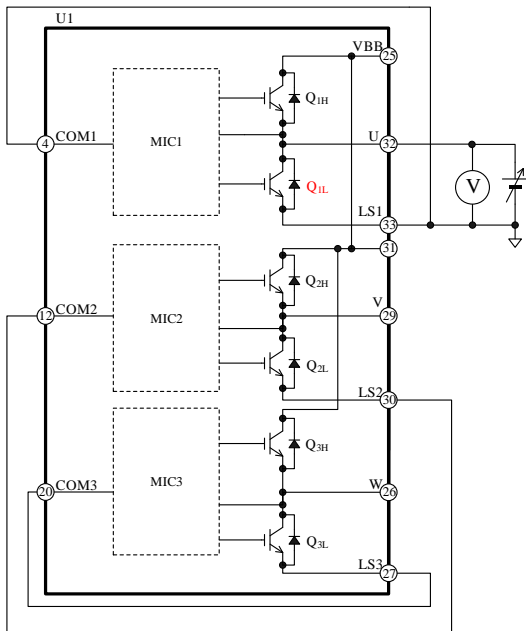 U1
VBB 25
Q1H
4 COM1
MIC1
U 32
V
Q1L
LS1
33
31
Q2H
12 COM2
MIC2
V
29
Q2L
LS2
30
Q3H
20 COM3
MIC3
W
26
Q3L
LS3
27